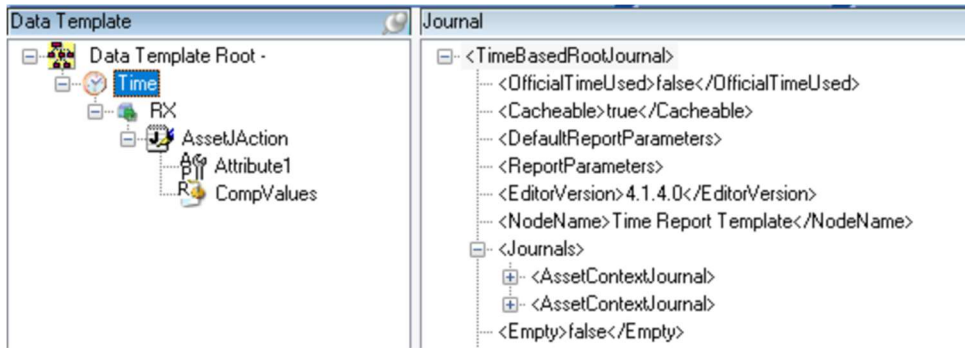 Data Template
Data Template Root -
Time
RX
AssetJAction
Attribute1
CompValues
Journal
<TimeBasedRootJournal>
<OfficialTimeUsed>false</OfficialTimeUsed>
<Cacheable>true</Cacheable>
<DefaultReportParameters>
<ReportParameters>
<EditorVersion>4.1.4.0</EditorVersion>
<NodeName>Time Report Template</NodeName>
<Journals>
<AssetContextJournal>
<AssetContextJournal>
<Empty>false</Empty>